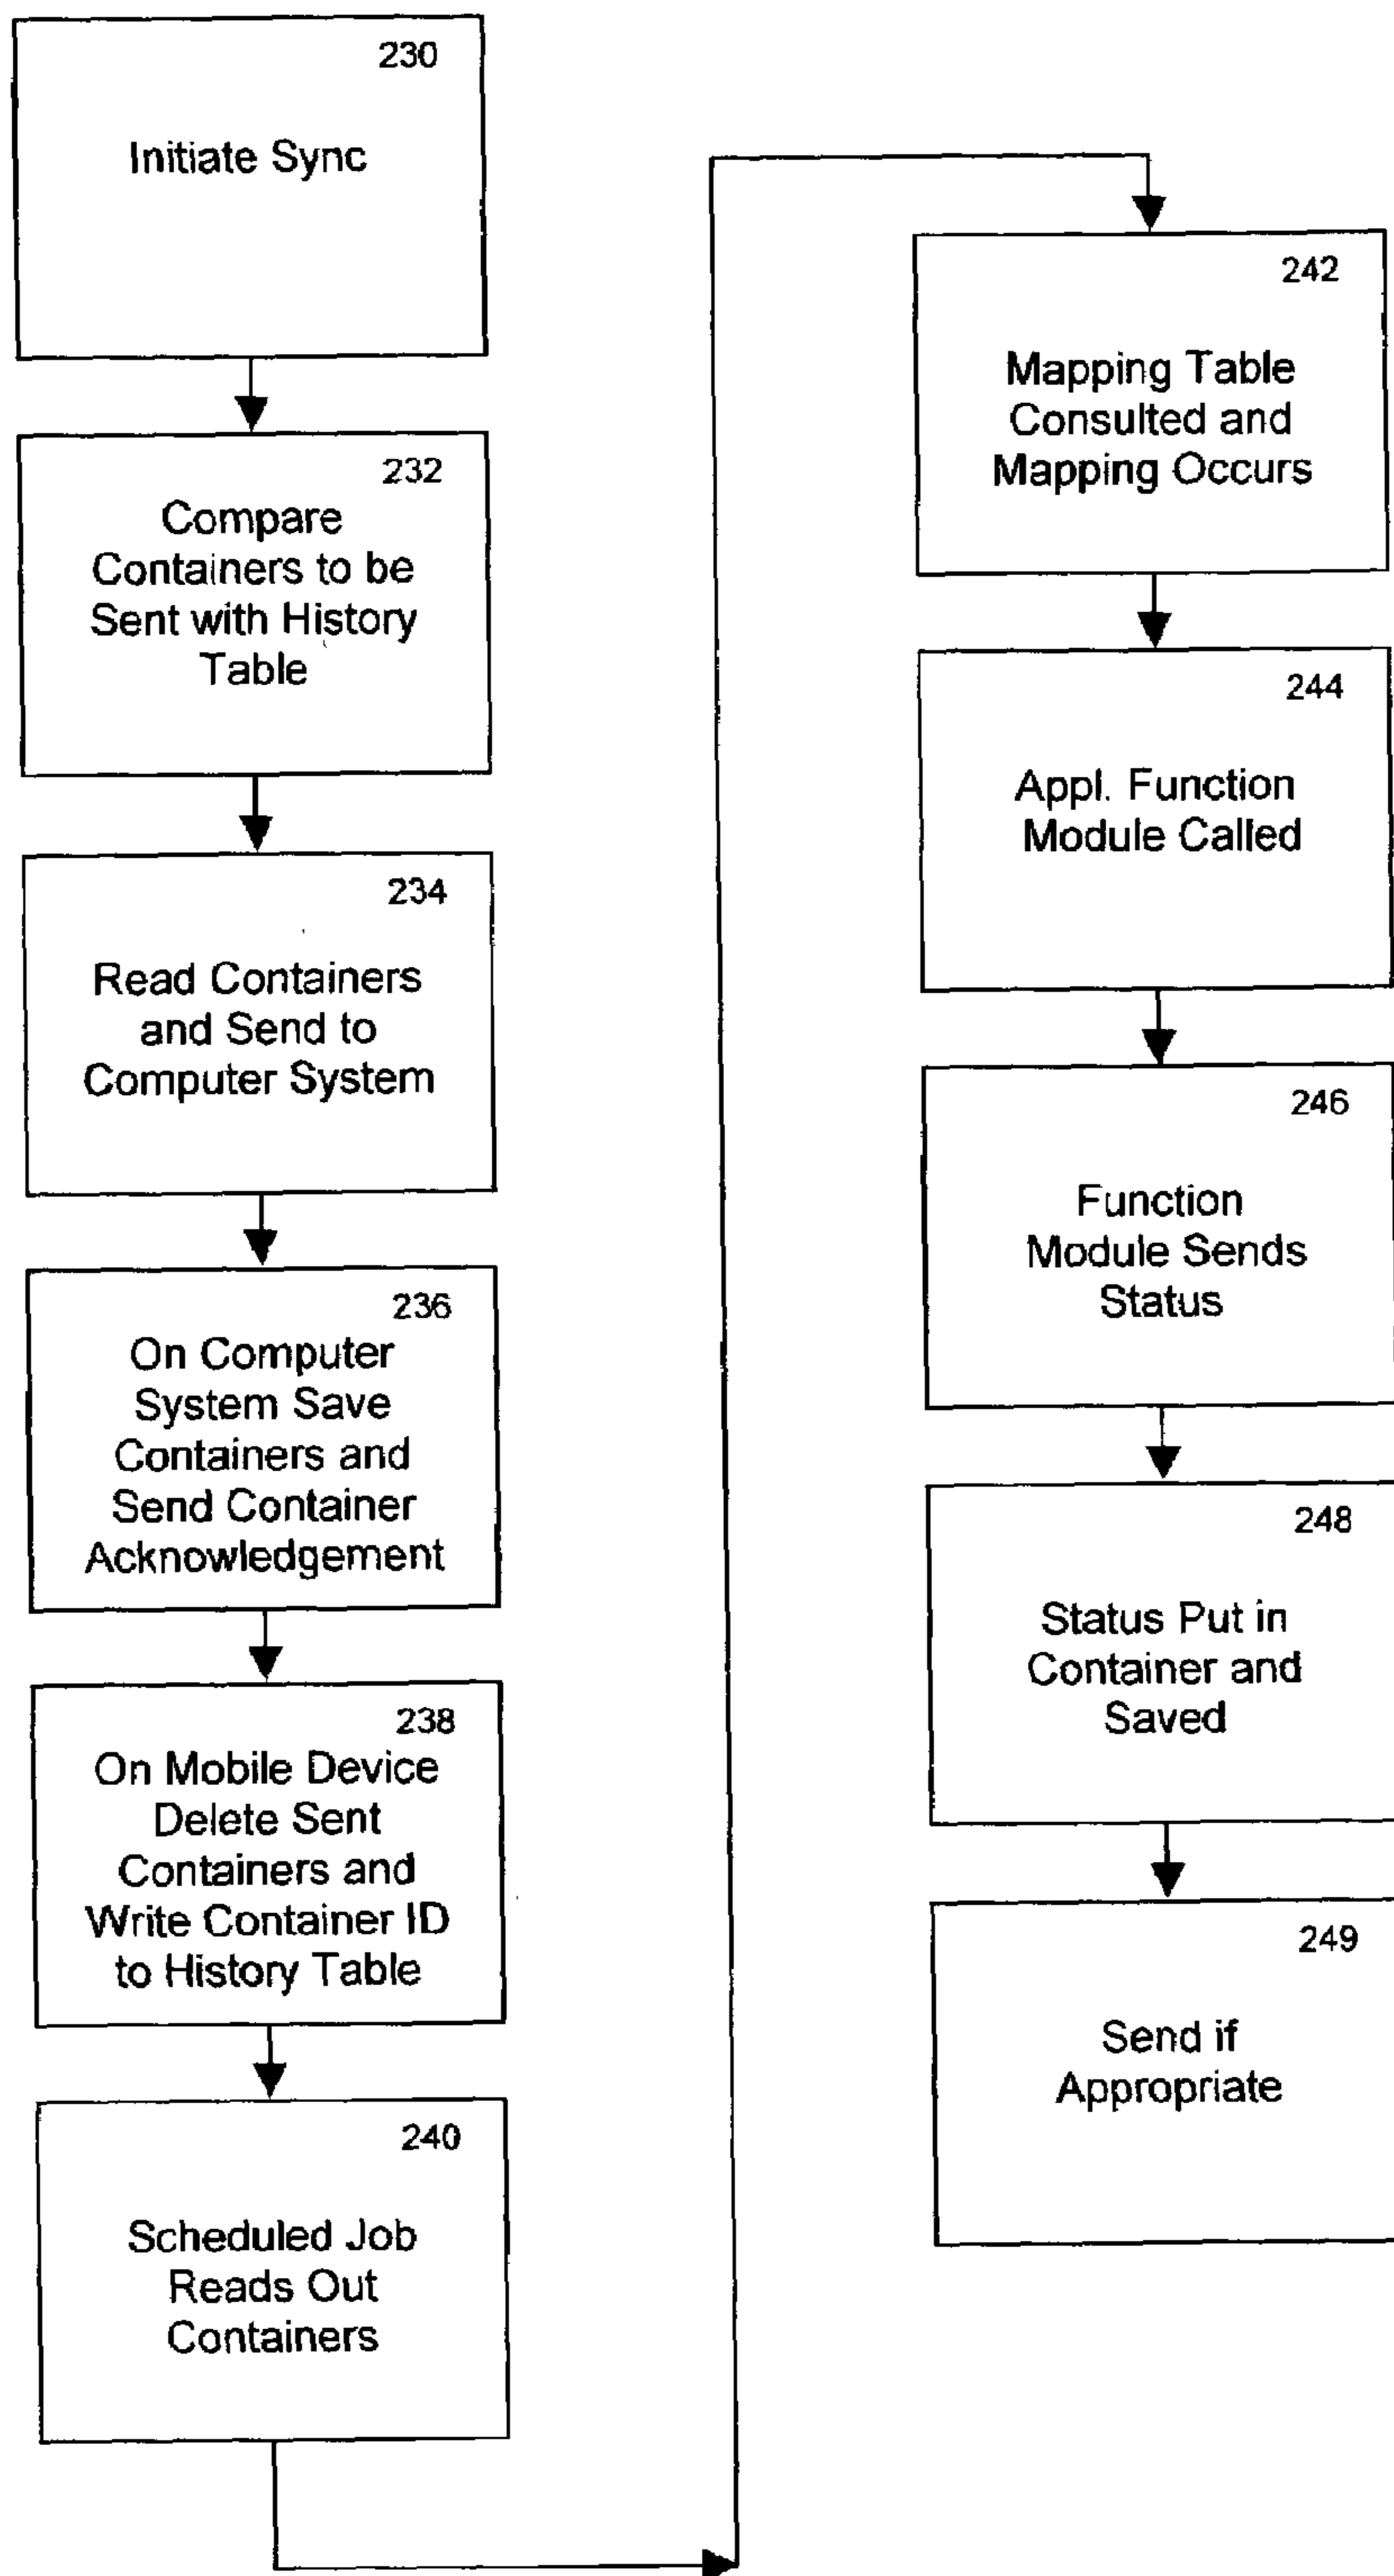 230
Initiate Sync
232
Compare
Containers to be
Sent with History
Table
234
Read Containers
and Send to
Computer System
236
On Computer
System Save
Containers and
Send Container
Acknowledgement
238
On Mobile Device
Delete Sent
Containers and
Write Container ID
to History Table
240
Scheduled Job
Reads Out
Containers
242
Mapping Table
Consulted and
Mapping Occurs
244
Appl. Function
Module Called
246
Function
Module Sends
Status
248
Status Put in
Container and
Saved
249
Send if
Appropriate